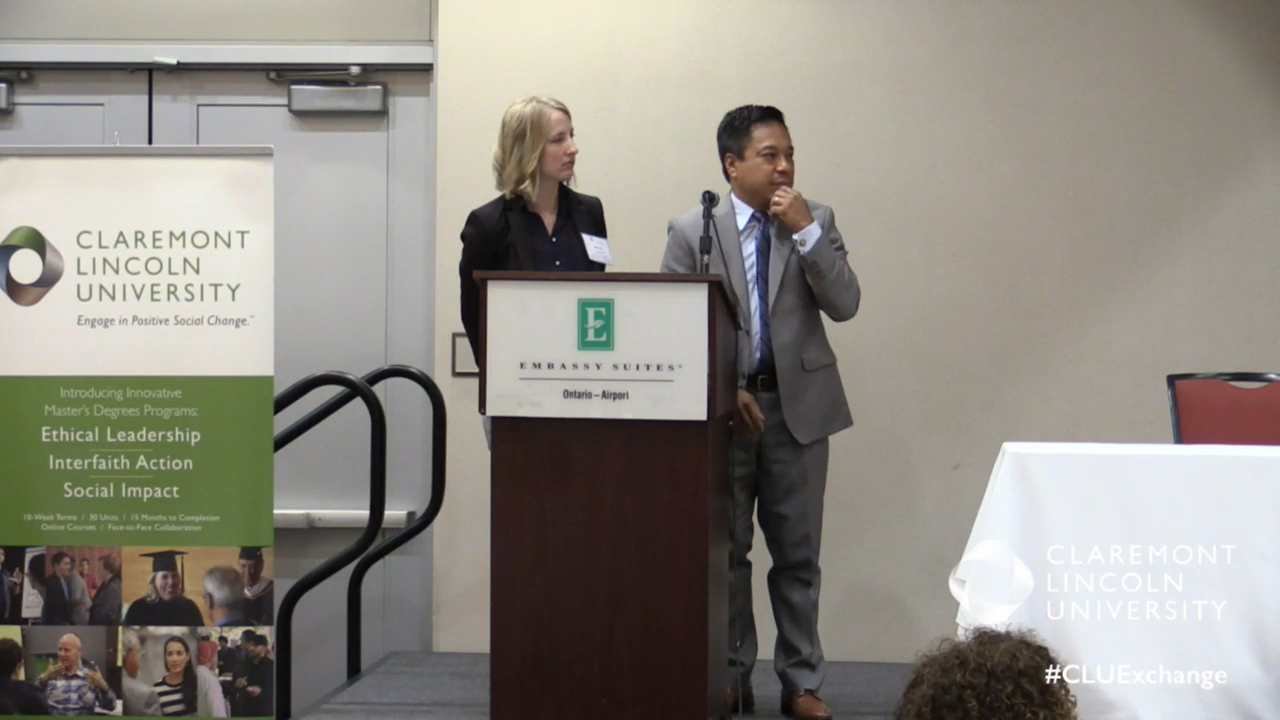 CLAREMONT
LINCOLN
UNIVERSITY
Engage in Positive Social Change.™
Introducing Innovative
Master's Degrees Programs:
Ethical Leadership
Interfaith Action
Social Impact
10-Week Terms / 30 Units / 15 Months to Completion
Online Courses / Face-to-Face Collaboration
E
EMBASSY SUITES®
Ontario – Airport
CLAREMONT
LINCOLN
UNIVERSITY
#CLUExchange